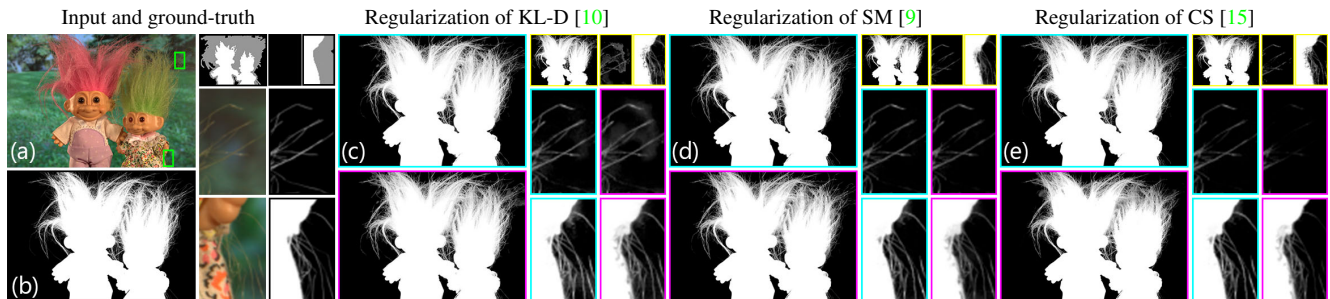 Input and ground-truth
Regularization of KL-D [10]
Regularization of SM [9]
Regularization of CS [15]
(a)
(c)
(d)
(e)
(b)